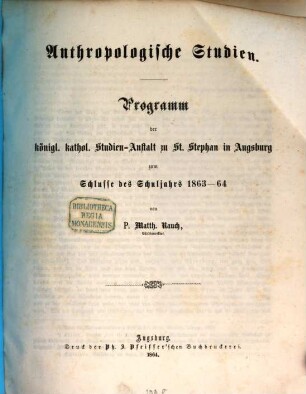 Anthropologische Studien.
Programm
der
königl. kathol. Studien-Anstalt zu St. Stephan in Augsburg
zum
Schlusse des Schuljahrs 1863—64
von
P. Matth. Rauch,
BIBLIOTHECA
REGIA
MONACENSIS
Augsburg.
Druck der Ph. J. Pfeiffer'schen Buchdruckerei.
1864.